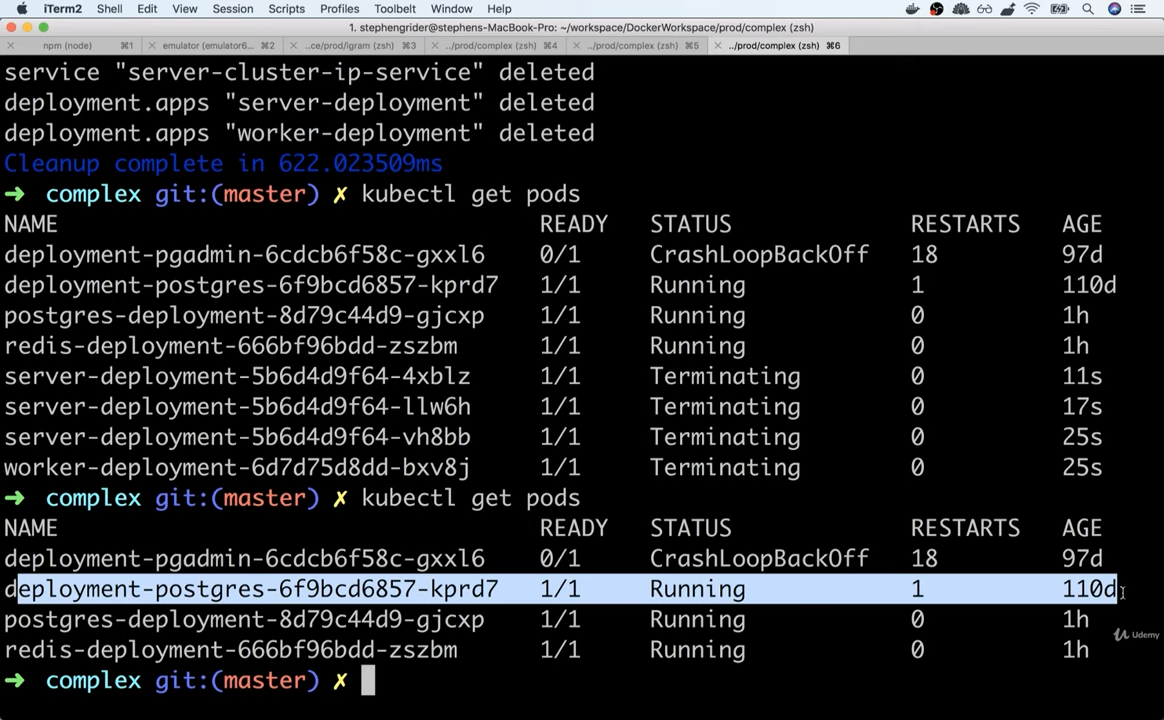 iTerm2 Shell Edit View Session Scripts Profiles Toolbelt Window Help
1. stephengrider@stephens-MacBook-Pro: ~/workspace/DockerWorkspace/prod/complex (zsh)
npm (node) ⌘1 emulator (emulator6... ⌘2 ..ce/prod/igram (zsh) ⌘3 ../prod/complex (zsh) ⌘4 ../prod/complex (zsh) ⌘5 ../prod/complex (zsh) ⌘6
service "server-cluster-ip-service" deleted
deployment.apps "server-deployment" deleted
deployment.apps "worker-deployment" deleted
Cleanup complete in 622.023509ms
➜ complex git:(master) ✗ kubectl get pods
NAME READY STATUS RESTARTS AGE
deployment-pgadmin-6cdcb6f58c-gxxl6 0/1 CrashLoopBackOff 18 97d
deployment-postgres-6f9bcd6857-kprd7 1/1 Running 1 110d
postgres-deployment-8d79c44d9-gjcxp 1/1 Running 0 1h
redis-deployment-666bf96bdd-zszbm 1/1 Running 0 1h
server-deployment-5b6d4d9f64-4xblz 1/1 Terminating 0 11s
server-deployment-5b6d4d9f64-llw6h 1/1 Terminating 0 17s
server-deployment-5b6d4d9f64-vh8bb 1/1 Terminating 0 25s
worker-deployment-6d7d75d8dd-bxv8j 1/1 Terminating 0 25s
➜ complex git:(master) ✗ kubectl get pods
NAME READY STATUS RESTARTS AGE
deployment-pgadmin-6cdcb6f58c-gxxl6 0/1 CrashLoopBackOff 18 97d
deployment-postgres-6f9bcd6857-kprd7 1/1 Running 1 110d
postgres-deployment-8d79c44d9-gjcxp 1/1 Running 0 1h
redis-deployment-666bf96bdd-zszbm 1/1 Running 0 1h
➜ complex git:(master) ✗
Udemy